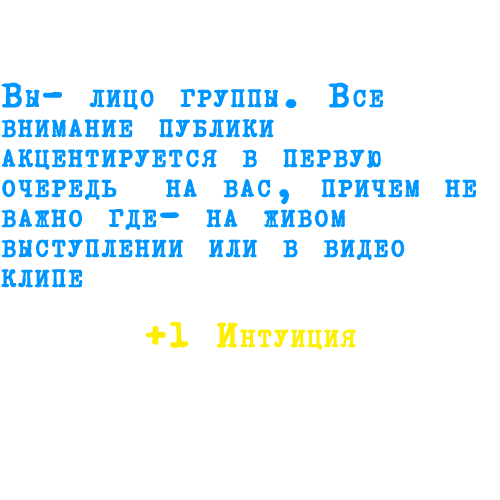 Вы- лицо группы. Все
внимание публики
акцентируется в первую
очередь на вас, причем не
важно где- на живом
выступлении или в видео
клипе
+1 Интуиция